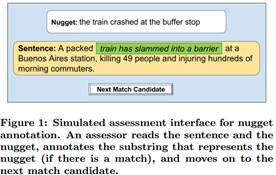 Nugget: the train crashed at the buffer stop
Sentence: A packed train has slammed into a barrier at a
Buenos Aires station, killing 49 people and injuring hundreds of
morning commuters.
Next Match Candidate
Figure 1: Simulated assessment interface for nugget
annotation. An assessor reads the sentence and the
nugget, annotates the substring that represents the
nugget (if there is a match), and moves on to the
next match candidate.